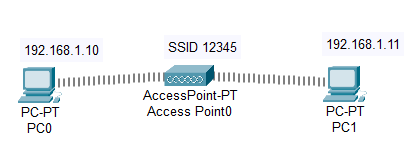 192.168.1.10
SSID 12345
192.168.1.11
AccessPoint-PT
Access Point0
PC-PT
PC0
PC-PT
PC1